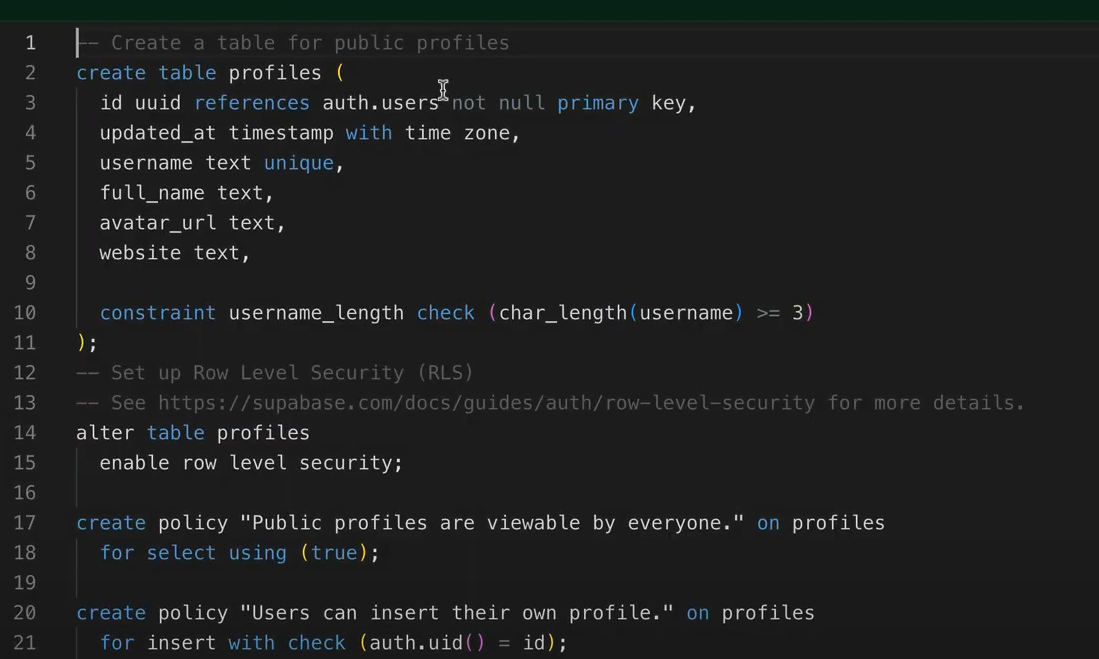 1 -- Create a table for public profiles
2 create table profiles (
3   id uuid references auth.users not null primary key,
4   updated_at timestamp with time zone,
5   username text unique,
6   full_name text,
7   avatar_url text,
8   website text,
9
10   constraint username_length check (char_length(username) >= 3)
11 );
12 -- Set up Row Level Security (RLS)
13 -- See https://supabase.com/docs/guides/auth/row-level-security for more details.
14 alter table profiles
15   enable row level security;
16
17 create policy "Public profiles are viewable by everyone." on profiles
18   for select using (true);
19
20 create policy "Users can insert their own profile." on profiles
21   for insert with check (auth.uid() = id);